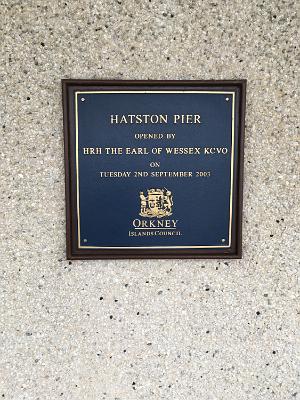 HATSTON PIER
OPENED BY
HRH THE EARL OF WESSEX KCVO
ON
TUESDAY 2ND SEPTEMBER 2003
ORKNEY
ISLANDS COUNCIL